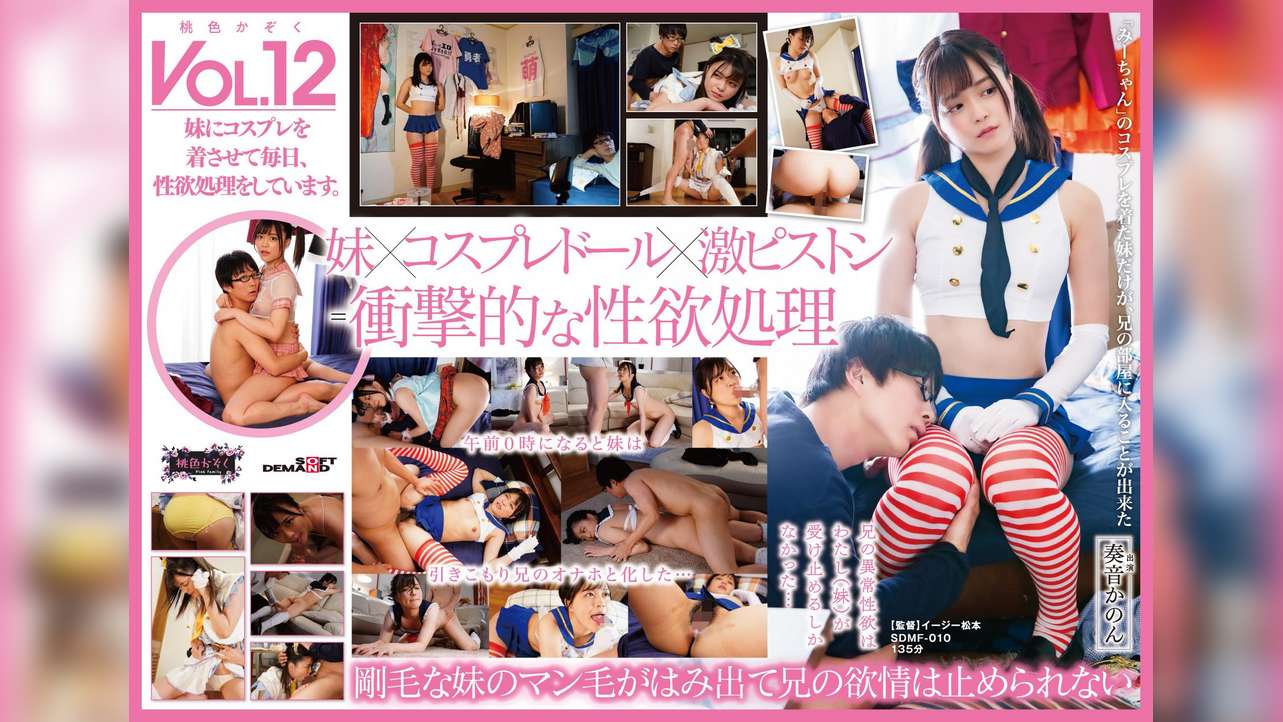 桃色かぞく
VOL.12
妹にコスプレを
着させて毎日、
性欲処理をしています。
勇者
萌
妹×コスプレドール×激ピストン
=衝撃的な性欲処理
午前0時になると妹は
引きこもり兄のオナホと化した…
桃色かぞく
Pink Family
SOFT
ON
DEMAND
「みーちゃん」のコスプレを着た妹だけが、兄の部屋に入ることが出来た
兄の異常性欲は
わたし(妹)が
受け止めるしか
なかった…
出演
奏音かのん
【監督】イージー松本
SDMF-010
135分
剛毛な妹のマン毛がはみ出て兄の欲情は止められない